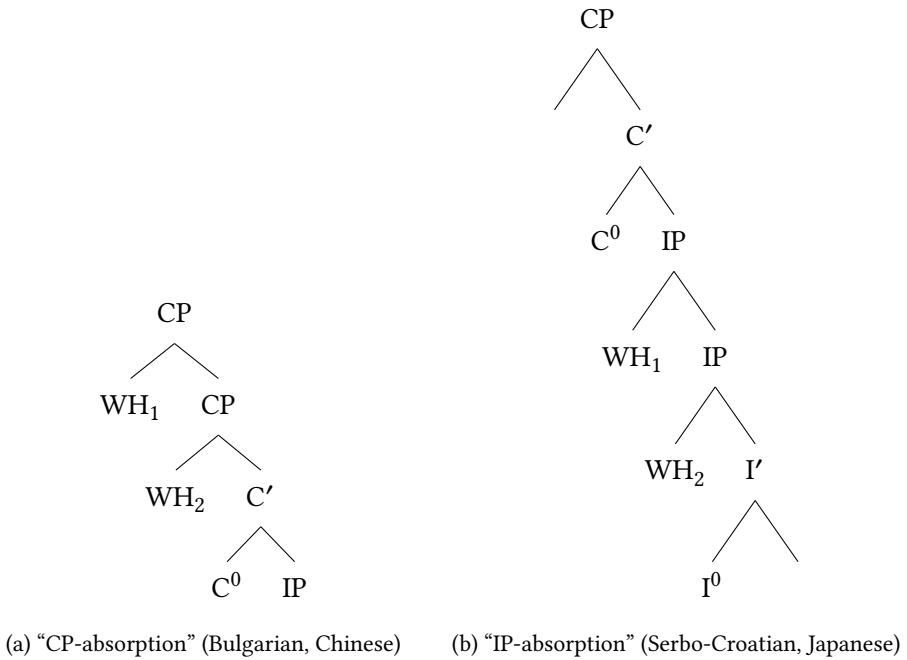 CP
C′
C⁰ IP
WH₁ IP
WH₂ I′
I⁰
CP
WH₁ CP
WH₂ C′
C⁰ IP
(a) “CP-absorption” (Bulgarian, Chinese)
(b) “IP-absorption” (Serbo-Croatian, Japanese)